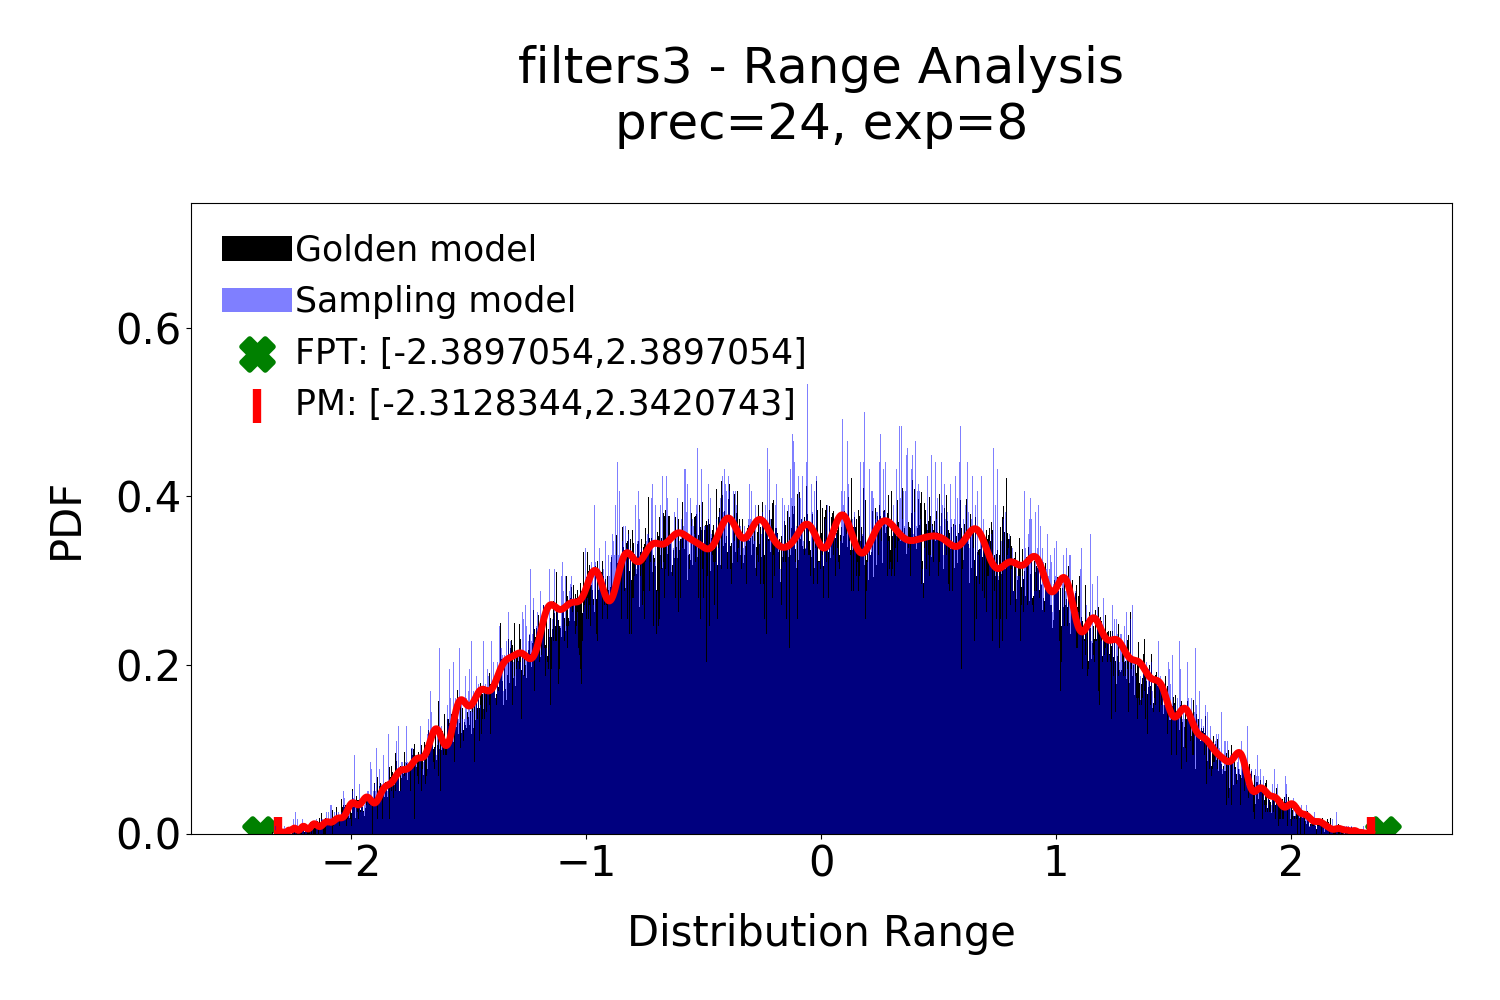 filters3 - Range Analysis
prec=24, exp=8
Golden model
Sampling model
FPT: [-2.3897054,2.3897054]
PM: [-2.3128344,2.3420743]
PDF
0.6
0.4
0.2
0.0
−2
−1
0
1
2
Distribution Range